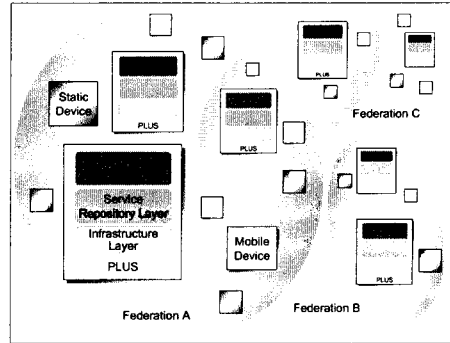 Static
Device
PLUS
PLUS
PLUS
Federation C
Service
Repository Layer
Infrastructure
Layer
PLUS
Mobile
Device
PLUS
Federation A
Federation B